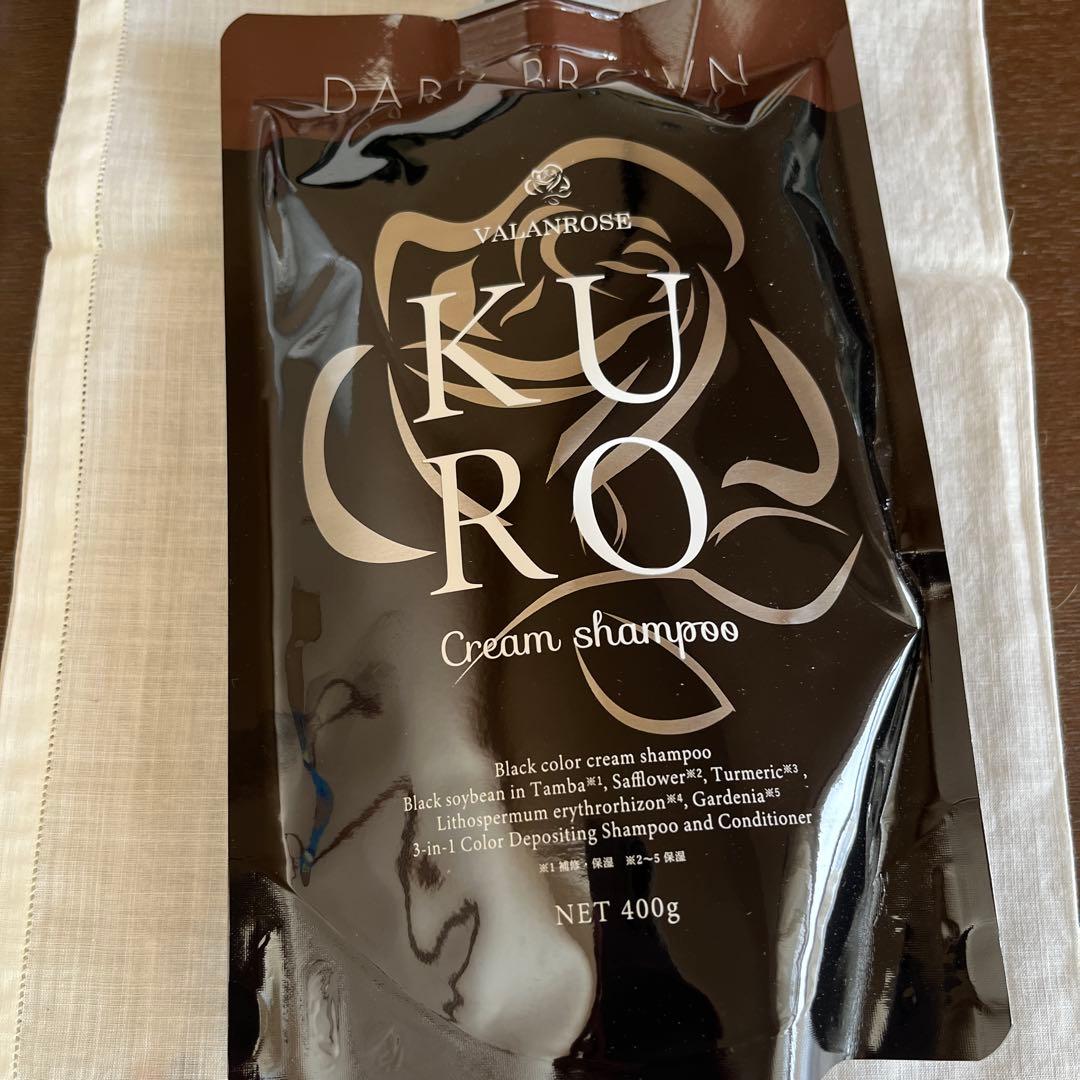 DARK BROWN
VALANROSE
KU
RO
Cream shampoo
Black color cream shampoo
Black soybean in Tamba※1, Safflower※2, Turmeric※3 ,
Lithospermum erythrorhizon※4, Gardenia※5
3-in-1 Color Depositing Shampoo and Conditioner
※1 補修・保湿 ※2〜5 保湿
NET 400g